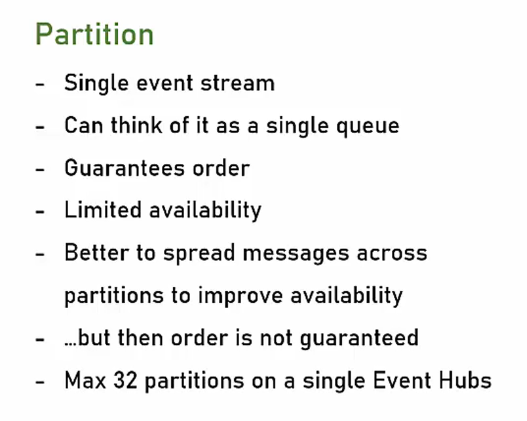 Partition
- Single event stream
- Can think of it as a single queue
- Guarantees order
- Limited availability
- Better to spread messages across
partitions to improve availability
- …but then order is not guaranteed
- Max 32 partitions on a single Event Hubs